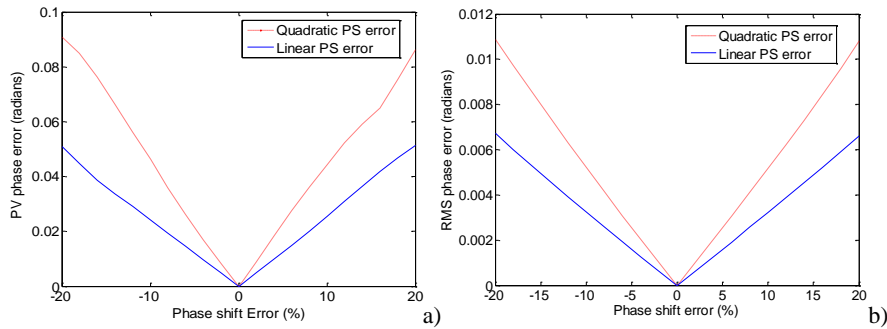 0.1
0.08
0.06
0.04
0.02
0
PV phase error (radians)
Quadratic PS error
Linear PS error
-20
-10
0
10
20
Phase shift Error (%)
a)
0.012
0.01
0.008
0.006
0.004
0.002
0
RMS phase error (radians)
Quadratic PS error
Linear PS error
-20
-15
-10
-5
0
5
10
15
20
Phase shift error (%)
b)